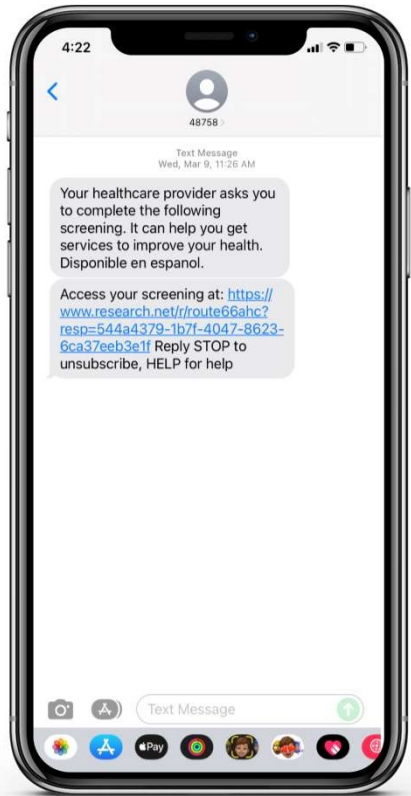 4:22
48758
Text Message
Wed, Mar 9, 11:26 AM
Your healthcare provider asks you
to complete the following
screening. It can help you get
services to improve your health.
Disponible en espanol.
Access your screening at: https://
www.research.net/r/route66ahc?
resp=544a4379-1b7f-4047-8623-
6ca37eeb3e1f Reply STOP to
unsubscribe, HELP for help
Text Message
Pay